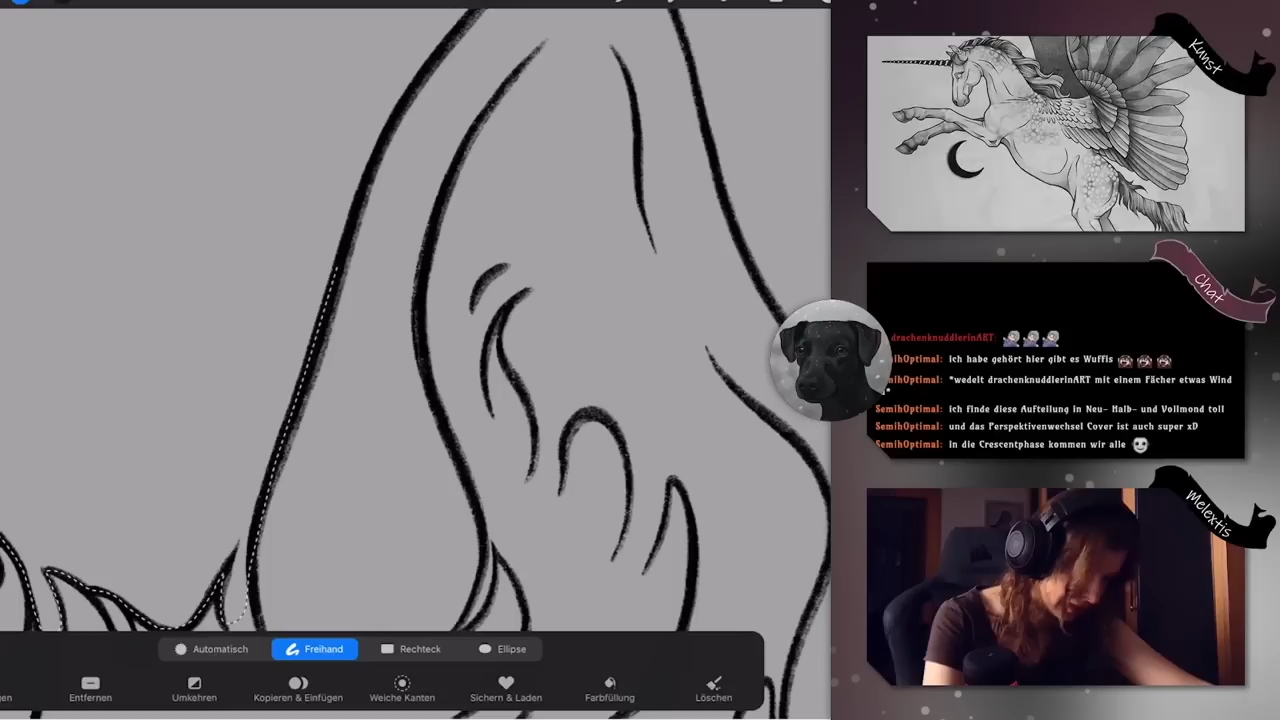 Kunst
Chat
drachenknuddlerinART
ihOptimal: ich habe gehört hier gibt es Wuffis
ihOptimal: *wedelt drachenknuddlerinART mit einem Fächer etwas Wind
SemihOptimal: ich finde diese Aufteilung in Neu- Halb- und Vollmond toll
SemihOptimal: und das Perspektivenwechsel Cover ist auch super xD
SemihOptimal: in die Crescentphase kommen wir alle
Melextis
Automatisch Freihand Rechteck Ellipse
gen Entfernen Umkehren Kopieren & Einfügen Weiche Kanten Sichern & Laden Farbfüllung Löschen